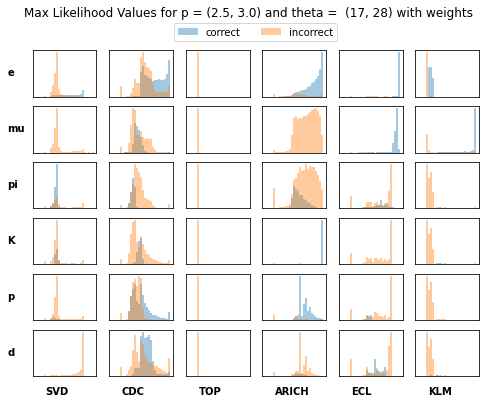 Max Likelihood Values for p = (2.5, 3.0) and theta =  (17, 28) with weights
correct incorrect
e
mu
pi
K
p
d
SVD CDC TOP ARICH ECL KLM